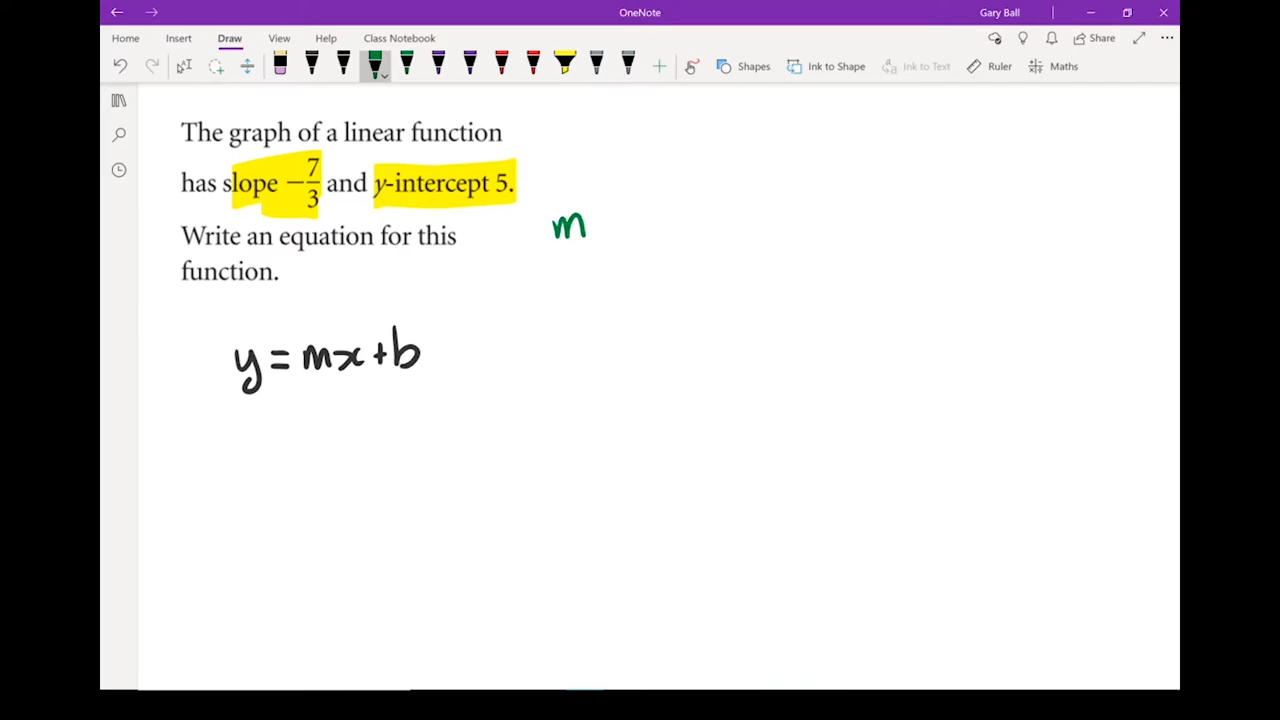 OneNote
Gary Ball
Home Insert Draw View Help Class Notebook
Share
Shapes Ink to Shape Ink to Text Ruler Maths
The graph of a linear function
has slope −7/3 and y-intercept 5.
Write an equation for this
function.
m
y = mx + b